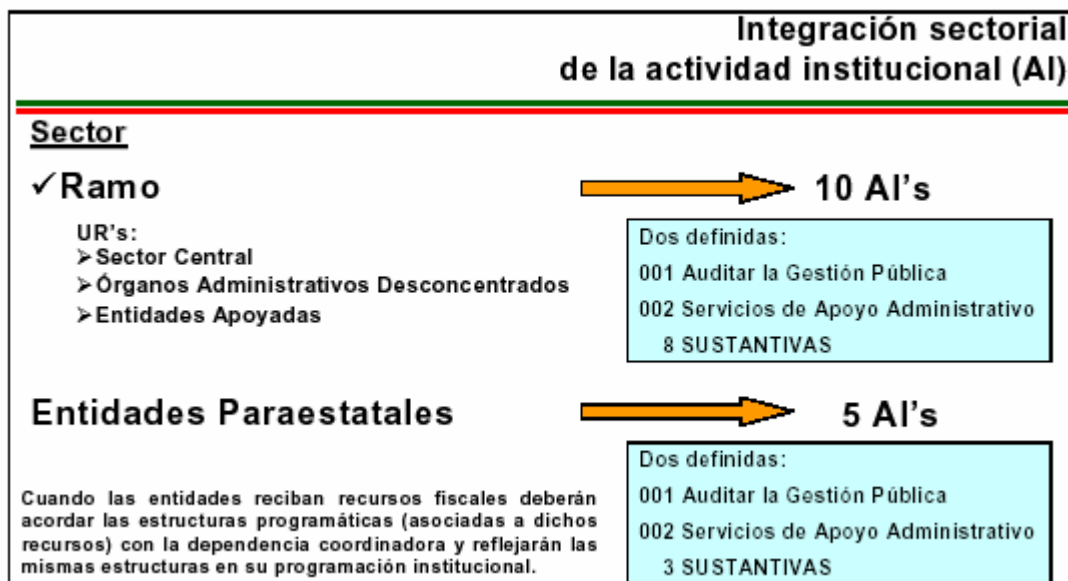 Integración sectorial
de la actividad institucional (AI)
Sector
✓Ramo
10 AI's
UR's:
➢Sector Central
➢Órganos Administrativos Desconcentrados
➢Entidades Apoyadas
Dos definidas:
001 Auditar la Gestión Pública
002 Servicios de Apoyo Administrativo
8 SUSTANTIVAS
Entidades Paraestatales
5 AI's
Cuando las entidades reciban recursos fiscales deberán
acordar las estructuras programáticas (asociadas a dichos
recursos) con la dependencia coordinadora y reflejarán las
mismas estructuras en su programación institucional.
Dos definidas:
001 Auditar la Gestión Pública
002 Servicios de Apoyo Administrativo
3 SUSTANTIVAS